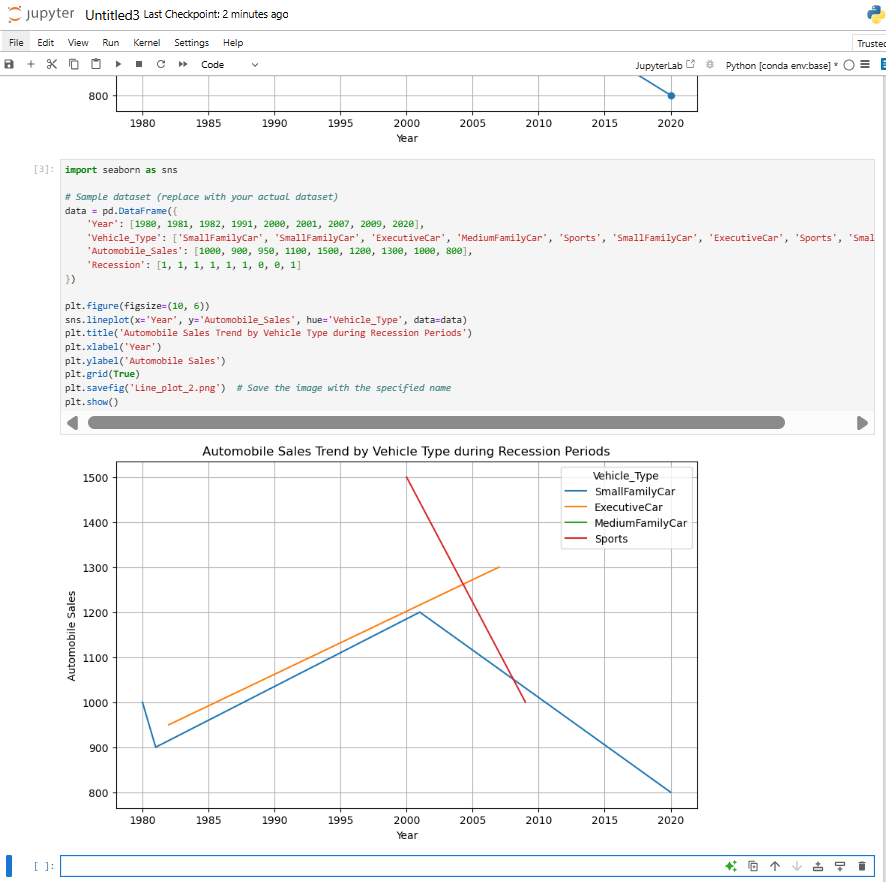 jupyter Untitled3 Last Checkpoint: 2 minutes ago
File Edit View Run Kernel Settings Help Trusted
Code JupyterLab Python [conda env:base] *
800
1980 1985 1990 1995 2000 2005 2010 2015 2020
Year
[3]: import seaborn as sns
# Sample dataset (replace with your actual dataset)
data = pd.DataFrame({
'Year': [1980, 1981, 1982, 1991, 2000, 2001, 2007, 2009, 2020],
'Vehicle_Type': ['SmallFamilyCar', 'SmallFamilyCar', 'ExecutiveCar', 'MediumFamilyCar', 'Sports', 'SmallFamilyCar', 'ExecutiveCar', 'Sports', 'Smal
'Automobile_Sales': [1000, 900, 950, 1100, 1500, 1200, 1300, 1000, 800],
'Recession': [1, 1, 1, 1, 1, 1, 0, 0, 1]
})
plt.figure(figsize=(10, 6))
sns.lineplot(x='Year', y='Automobile_Sales', hue='Vehicle_Type', data=data)
plt.title('Automobile Sales Trend by Vehicle Type during Recession Periods')
plt.xlabel('Year')
plt.ylabel('Automobile Sales')
plt.grid(True)
plt.savefig('Line_plot_2.png')  # Save the image with the specified name
plt.show()
Automobile Sales Trend by Vehicle Type during Recession Periods
Vehicle_Type
SmallFamilyCar
ExecutiveCar
MediumFamilyCar
Sports
1500
1400
1300
1200
1100
1000
900
800
Automobile Sales
1980 1985 1990 1995 2000 2005 2010 2015 2020
Year
[ ]: